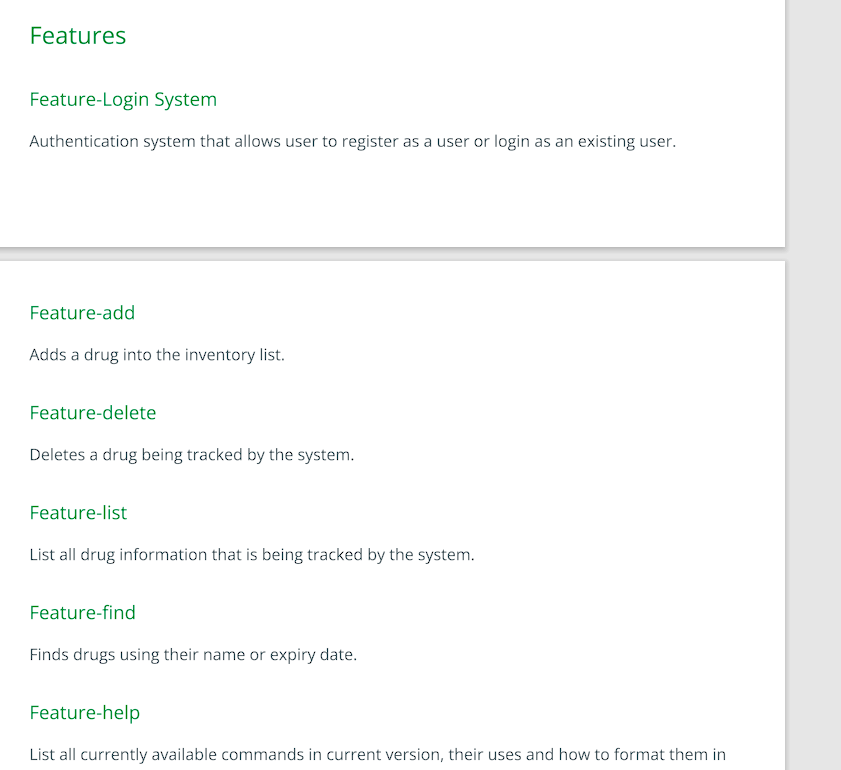 Features
Feature-Login System
Authentication system that allows user to register as a user or login as an existing user.
Feature-add
Adds a drug into the inventory list.
Feature-delete
Deletes a drug being tracked by the system.
Feature-list
List all drug information that is being tracked by the system.
Feature-find
Finds drugs using their name or expiry date.
Feature-help
List all currently available commands in current version, their uses and how to format them in